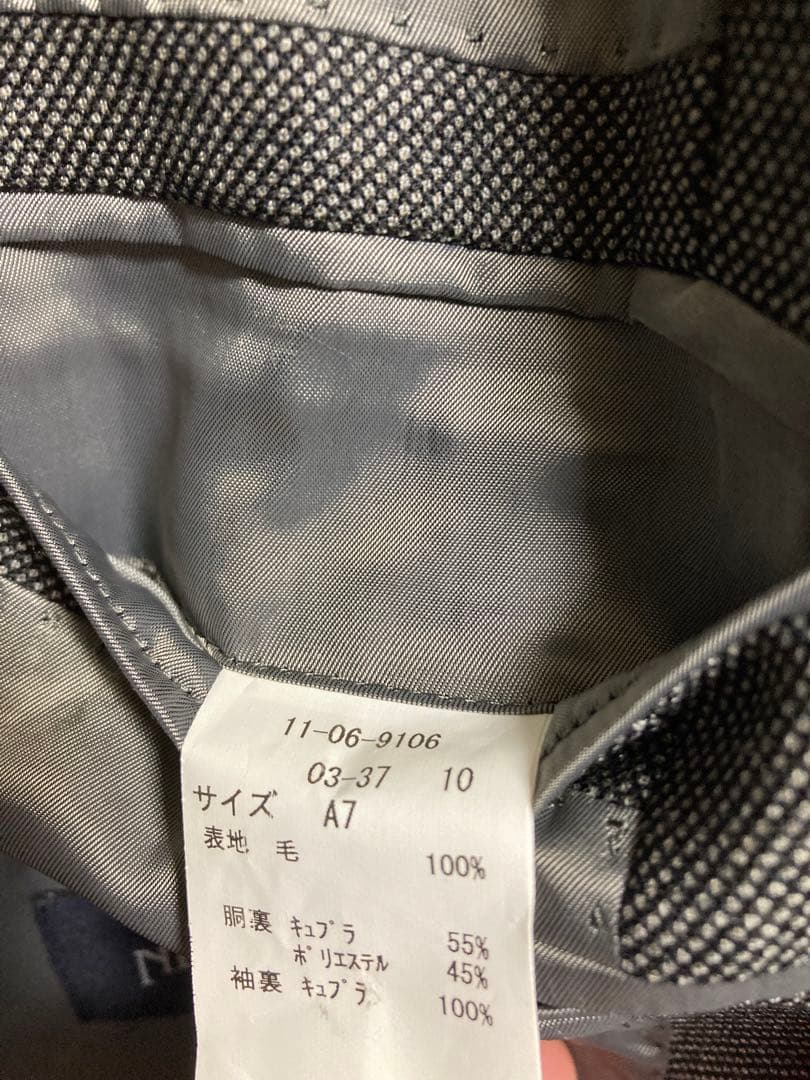 11-06-9106
03-37 10
サイズ A7
表地 毛 100%
胴裏 ｷｭﾌﾟﾗ 55%
ﾎﾟﾘｴｽﾃﾙ 45%
袖裏 ｷｭﾌﾟﾗ 100%